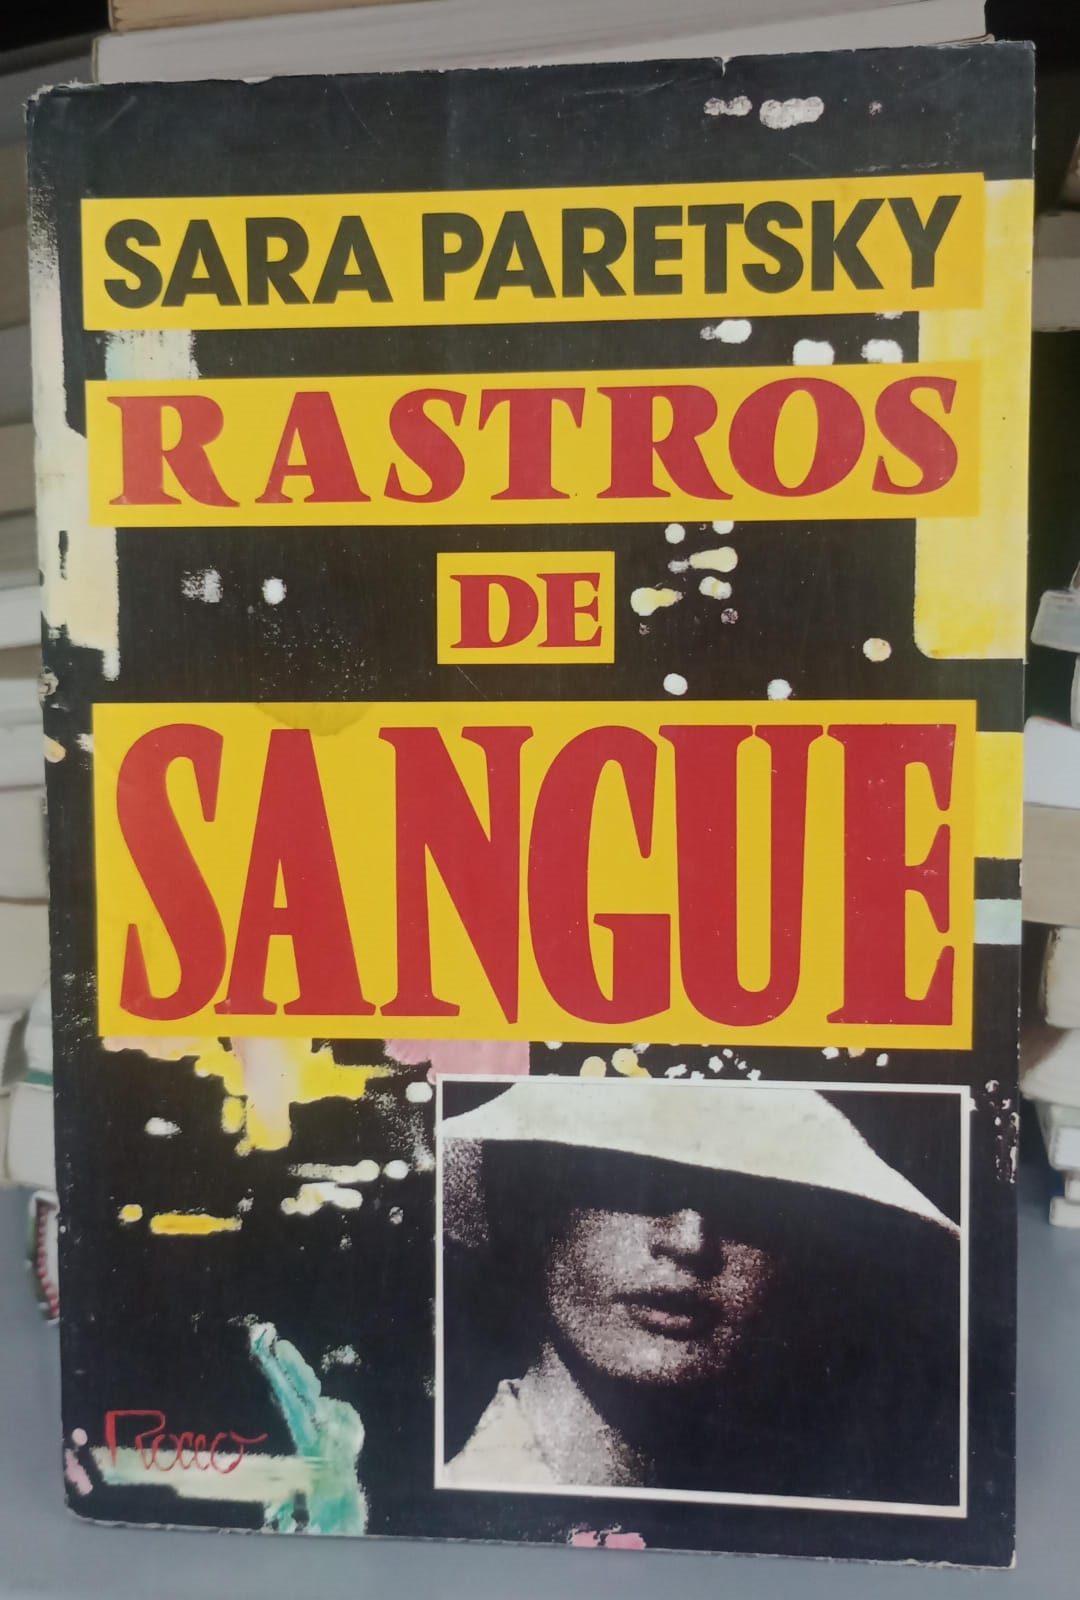 SARA PARETSKY
RASTROS
DE
SANGUE
Rocco